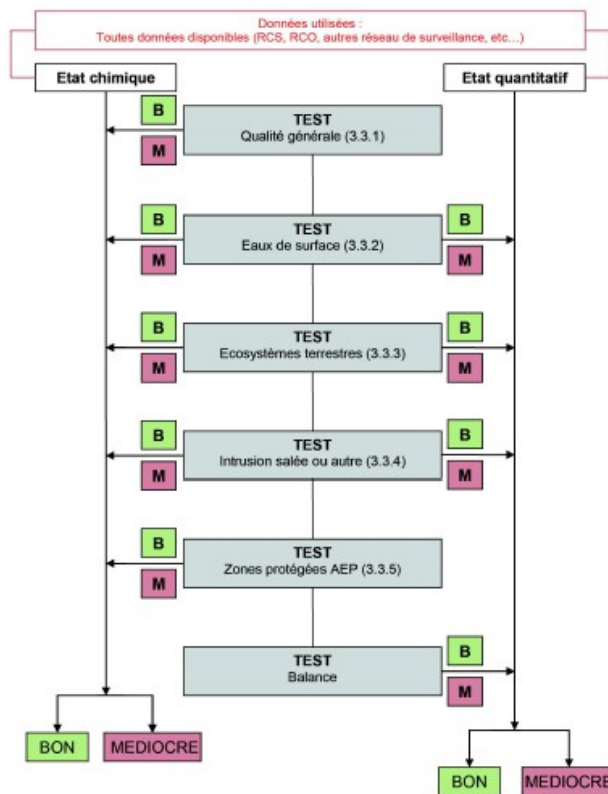 Données utilisées :
Toutes données disponibles (RCS, RCO, autres réseau de surveillance, etc…)
Etat chimique
Etat quantitatif
B
M
TEST
Qualité générale (3.3.1)
B
M
TEST
Eaux de surface (3.3.2)
B
M
B
M
TEST
Ecosystèmes terrestres (3.3.3)
B
M
B
M
TEST
Intrusion salée ou autre (3.3.4)
B
M
B
M
TEST
Zones protégées AEP (3.3.5)
TEST
Balance
B
M
BON
MEDIOCRE
BON
MEDIOCRE